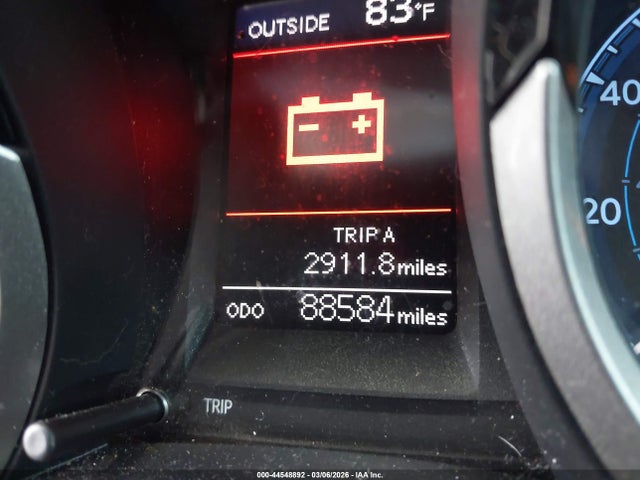 OUTSIDE 83°F
- +
TRIP A
2911.8 miles
ODO 88584 miles
TRIP
40
20
000-44548892 - 03/06/2026 - IAA Inc.